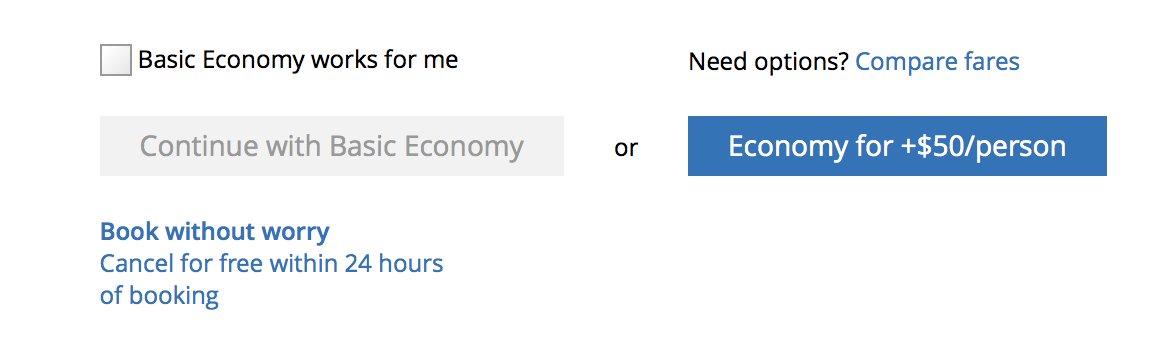 Basic Economy works for me
Need options? Compare fares
Continue with Basic Economy
or
Economy for +$50/person
Book without worry
Cancel for free within 24 hours
of booking